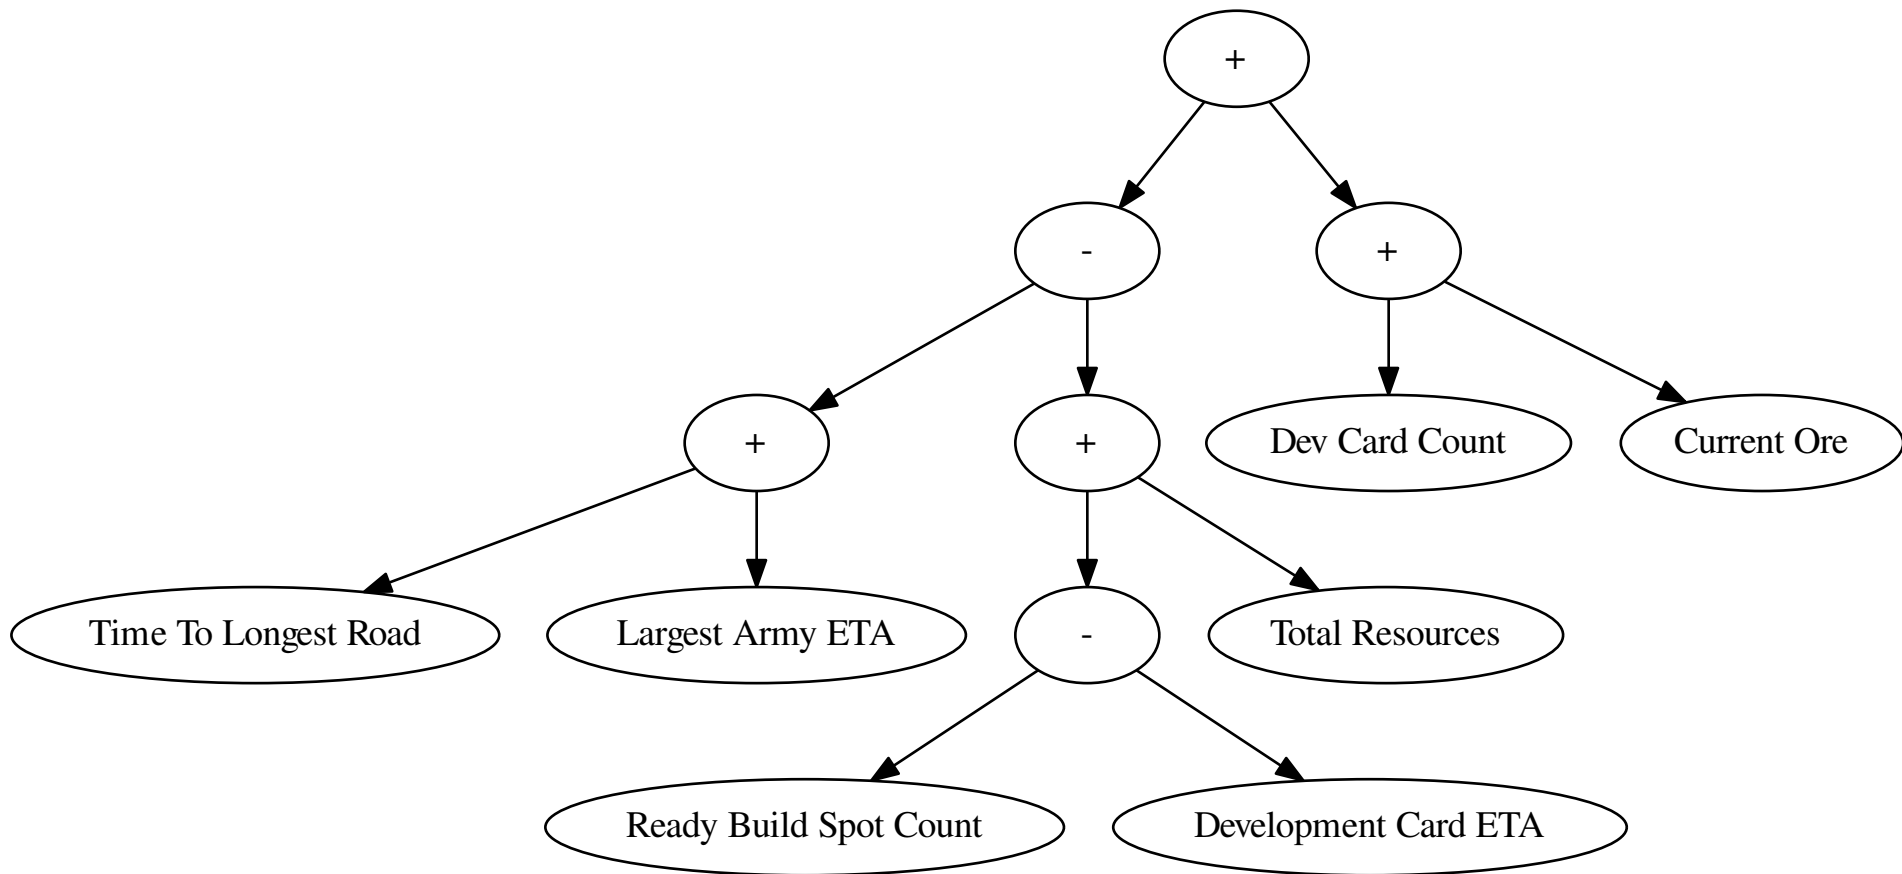 +
-
+
+
+
Dev Card Count
Current Ore
Time To Longest Road
Largest Army ETA
-
Total Resources
Ready Build Spot Count
Development Card ETA